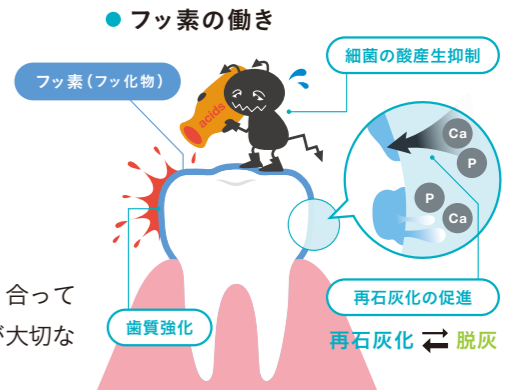 フッ素の働き
細菌の酸産生抑制
フッ素(フッ化物)
acids
Ca
P
P
Ca
合って
が大切な
歯質強化
再石灰化の促進
再石灰化 ⇄ 脱灰